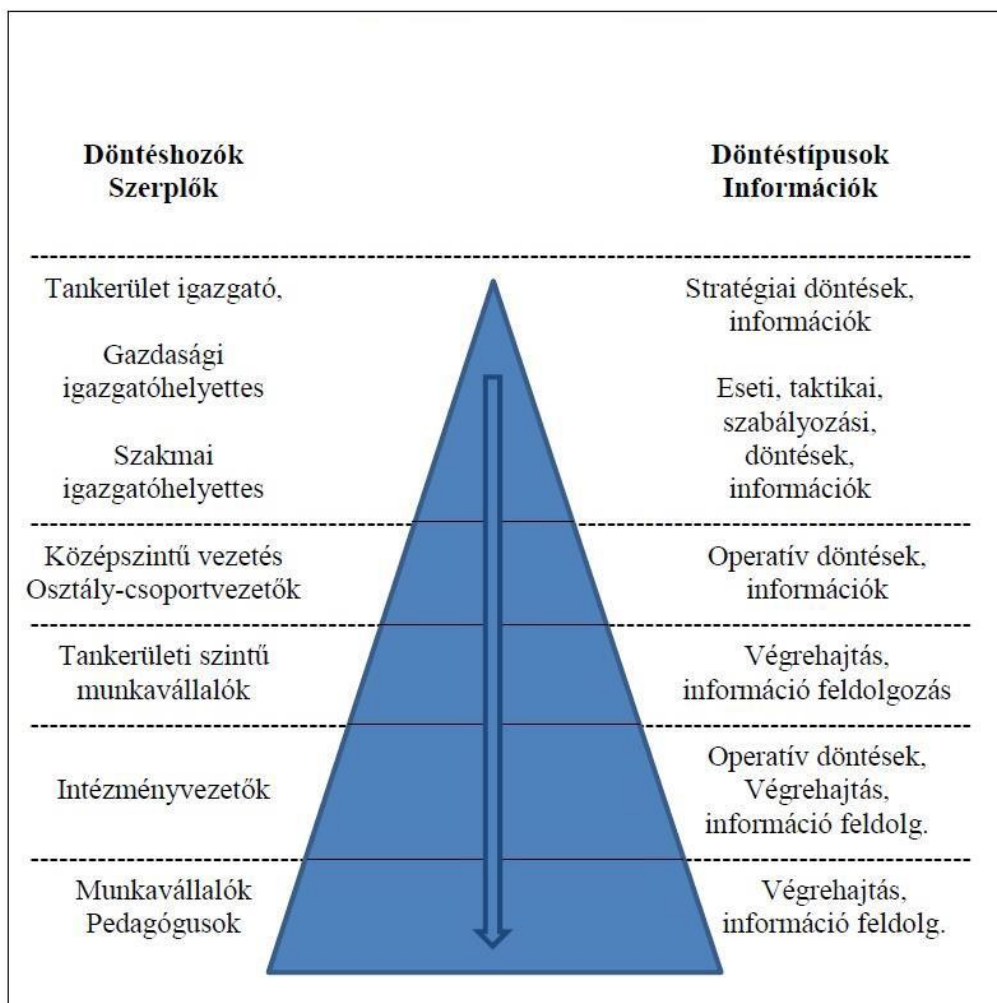 Döntéshozók
Szerplők
Döntéstípusok
Információk
Tankerület igazgató,
Gazdasági
igazgatóhelyettes
Szakmai
igazgatóhelyettes
Stratégiai döntések,
információk
Eseti, taktikai,
szabályozási,
döntések,
információk
Középszintű vezetés
Osztály-csoportvezetők
Operatív döntések,
információk
Tankerületi szintű
munkavállalók
Végrehajtás,
információ feldolgozás
Intézményvezetők
Operatív döntések,
Végrehajtás,
információ feldolg.
Munkavállalók
Pedagógusok
Végrehajtás,
információ feldolg.